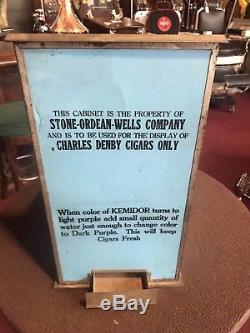 THIS CABINET IS THE PROPERTY OF
STONE-ORDEAN-WELLS COMPANY
AND IS TO BE USED FOR THE DISPLAY OF
CHARLES DENBY CIGARS ONLY
When color of KEMIDOR turns to
light purple add small quantity of
water just enough to change color
to Dark Purple. This will keep
Cigars Fresh